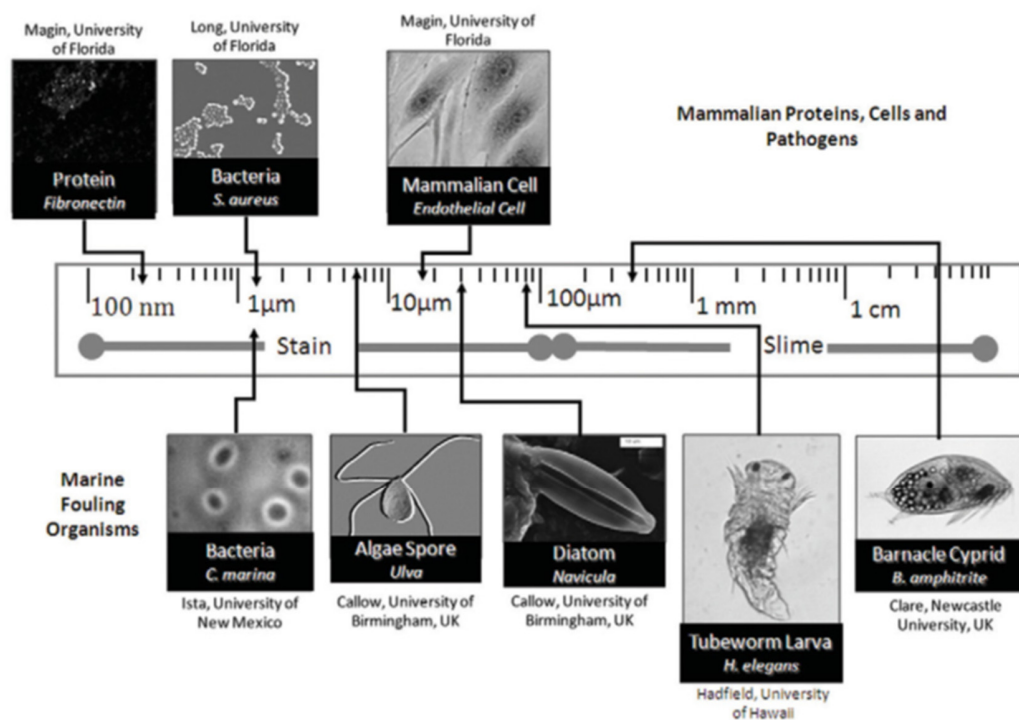 Magin, University
of Florida
Long, University
of Florida
Magin, University of
Florida
Protein
Fibronectin
Bacteria
S. aureus
Mammalian Cell
Endothelial Cell
Mammalian Proteins, Cells and
Pathogens
100 nm
1μm
10μm
100μm
1 mm
1 cm
Stain
Slime
Marine
Fouling
Organisms
Bacteria
C. marina
Ista, University of
New Mexico
Algae Spore
Ulva
Callow, University of
Birmingham, UK
Diatom
Navicula
Callow, University of
Birmingham, UK
Tubeworm Larva
H. elegans
Hadfield, University
of Hawaii
Barnacle Cyprid
B. amphitrite
Clare, Newcastle
University, UK